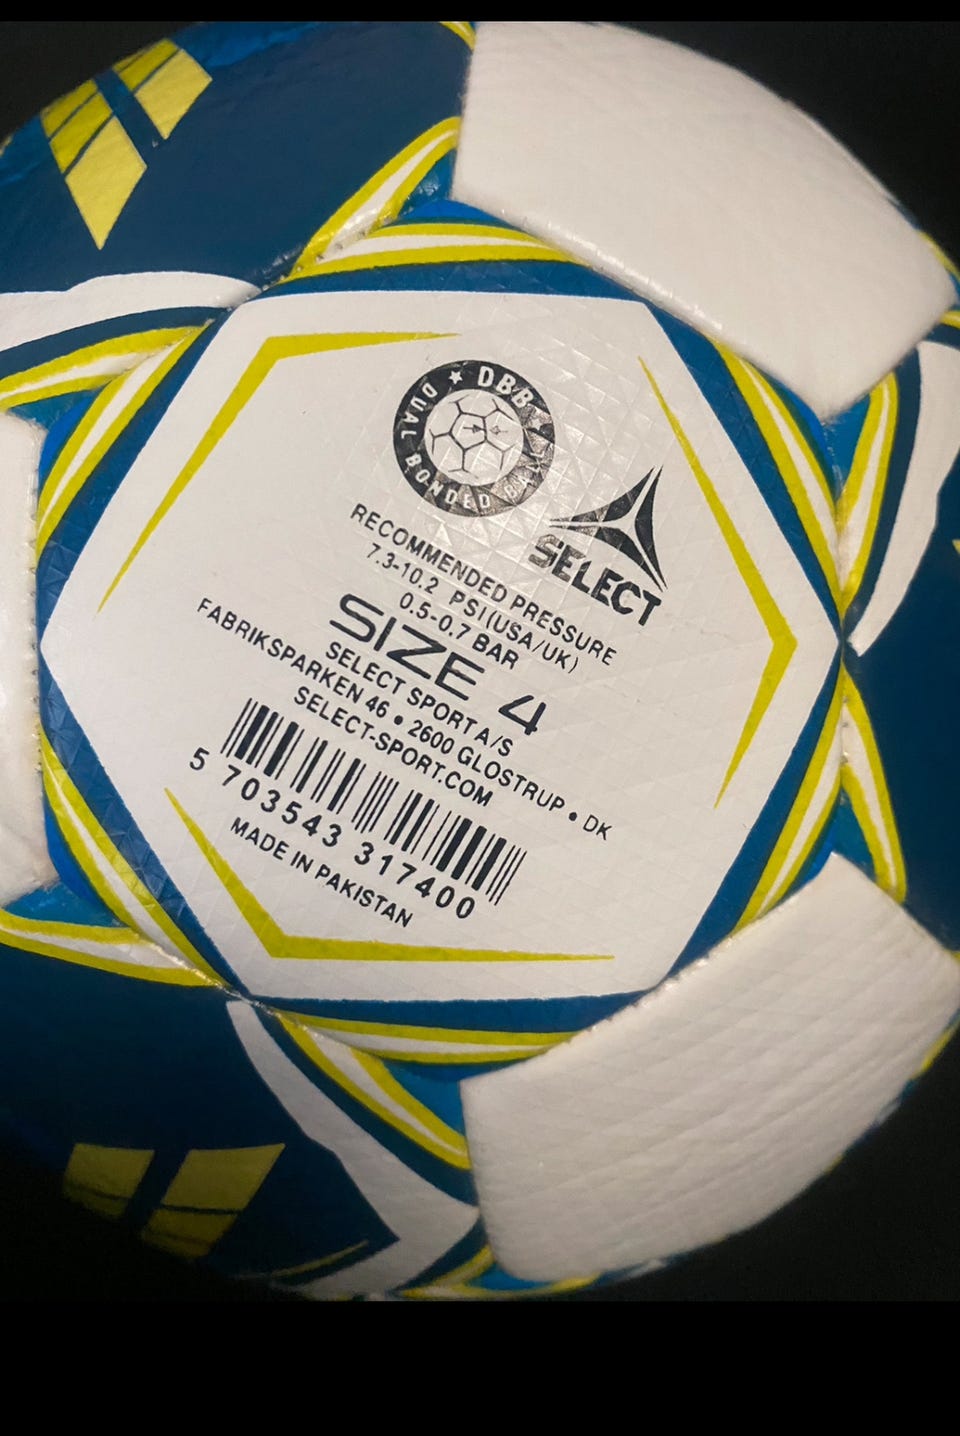 ★ DBB ★
DUAL BONDED BALL
SELECT
RECOMMENDED PRESSURE
7.3-10.2 PSI(USA/UK)
0.5-0.7 BAR
SIZE 4
SELECT SPORT A/S
FABRIKSPARKEN 46 • 2600 GLOSTRUP • DK
SELECT-SPORT.COM
5 703543 317400
MADE IN PAKISTAN